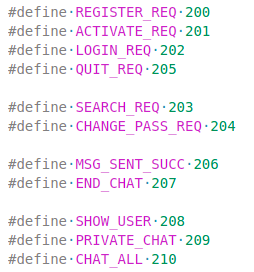 #define REGISTER_REQ 200
#define ACTIVATE_REQ 201
#define LOGIN_REQ 202
#define QUIT_REQ 205
#define SEARCH_REQ 203
#define CHANGE_PASS_REQ 204
#define MSG_SENT_SUCC 206
#define END_CHAT 207
#define SHOW_USER 208
#define PRIVATE_CHAT 209
#define CHAT_ALL 210